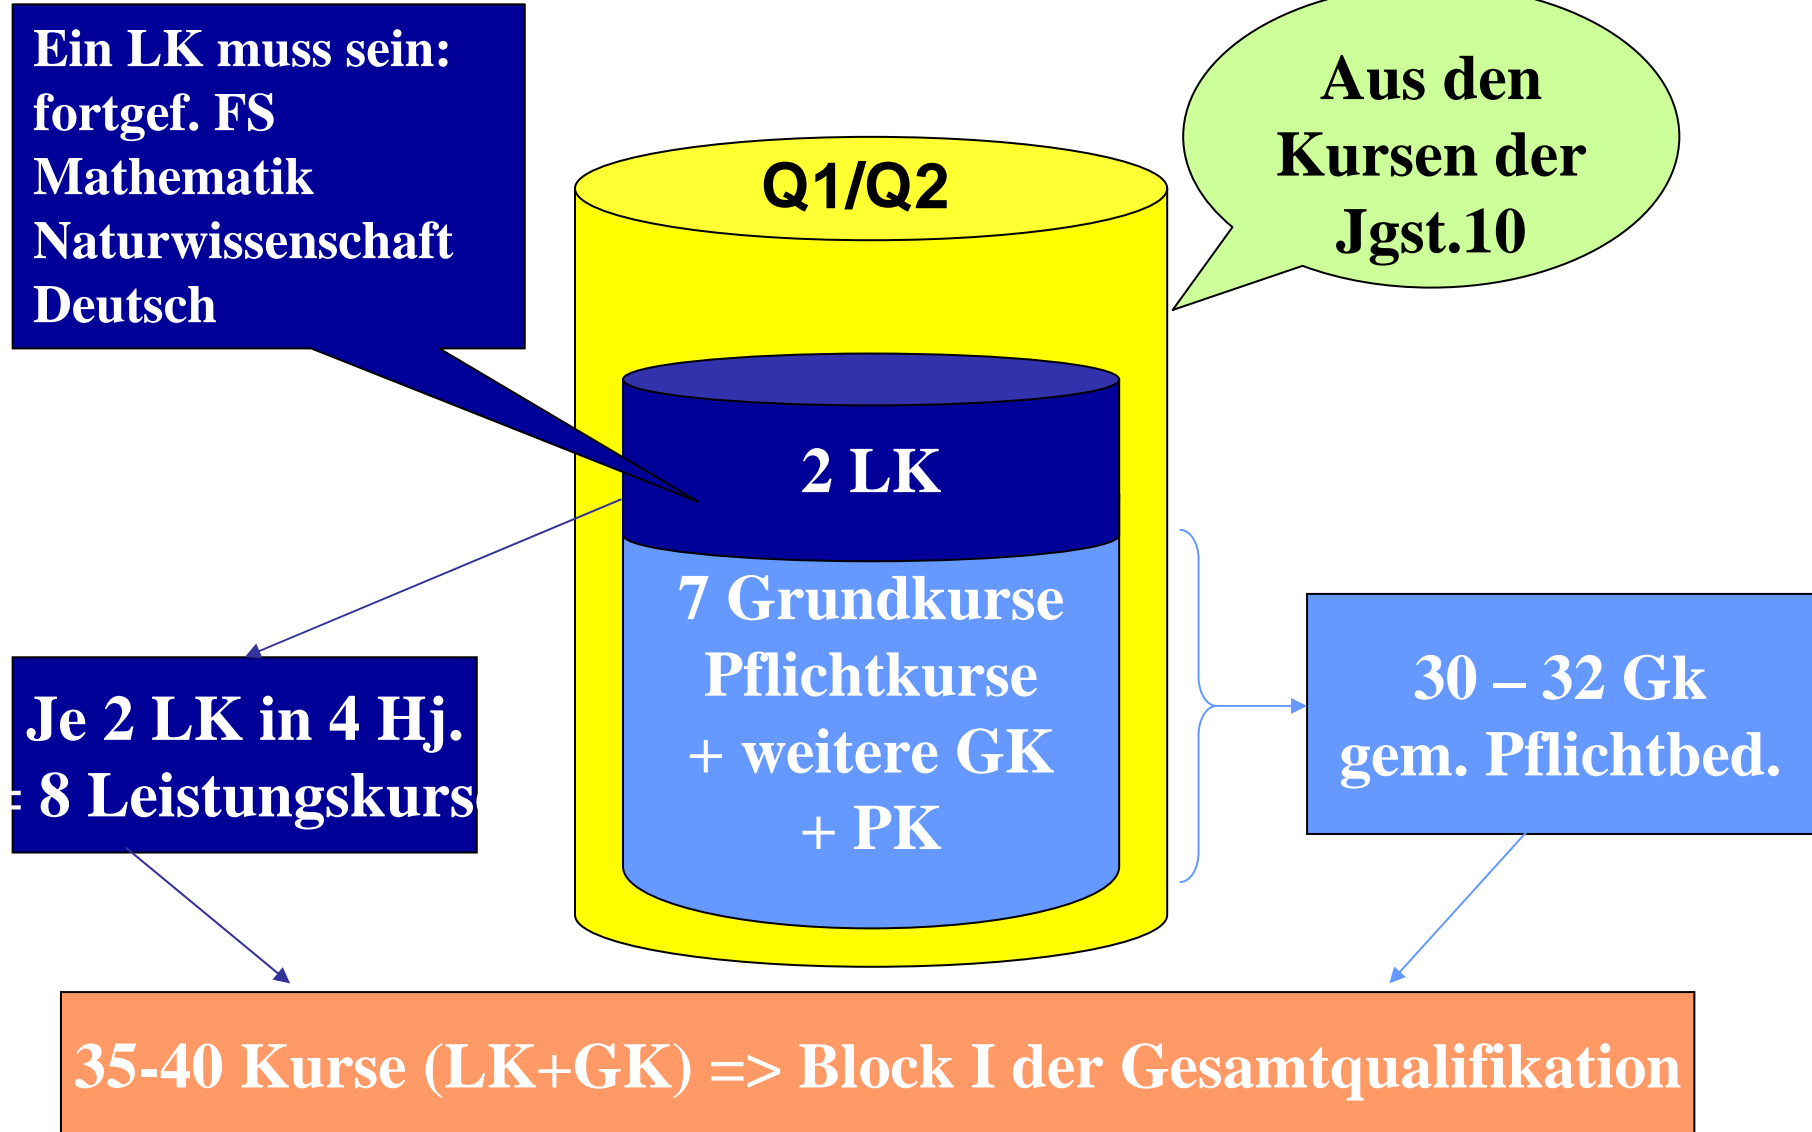 Ein LK muss sein:
fortgef. FS
Mathematik
Naturwissenschaft
Deutsch
Aus den
Kursen der
Jgst.10
Q1/Q2
2 LK
7 Grundkurse
Pflichtkurse
+ weitere GK
+ PK
Je 2 LK in 4 Hj.
= 8 Leistungskurse
30 – 32 Gk
gem. Pflichtbed.
35-40 Kurse (LK+GK) => Block I der Gesamtqualifikation